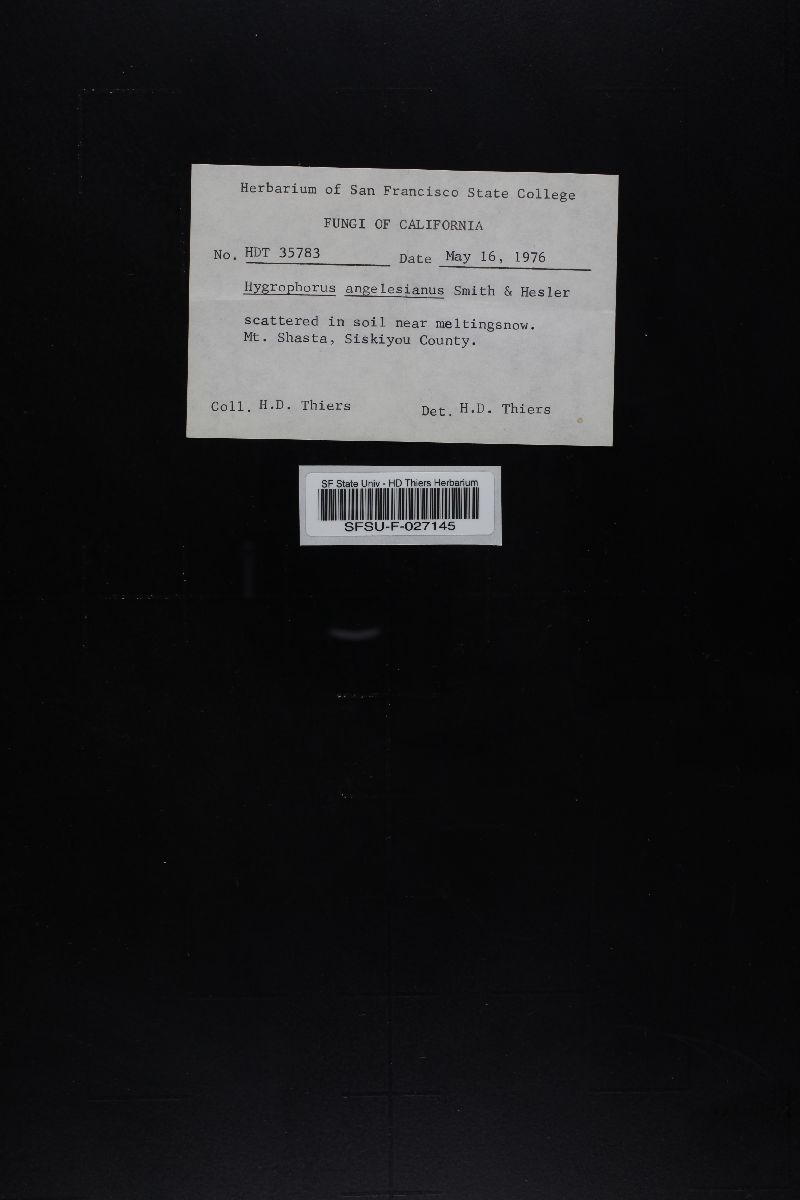 Herbarium of San Francisco State College
FUNGI OF CALIFORNIA
No. HDT 35783 Date May 16, 1976
Hygrophorus angelesianus Smith & Hesler
scattered in soil near meltingsnow.
Mt. Shasta, Siskiyou County.
Coll. H.D. Thiers Det. H.D. Thiers
SF State Univ - HD Thiers Herbarium
SFSU-F-027145